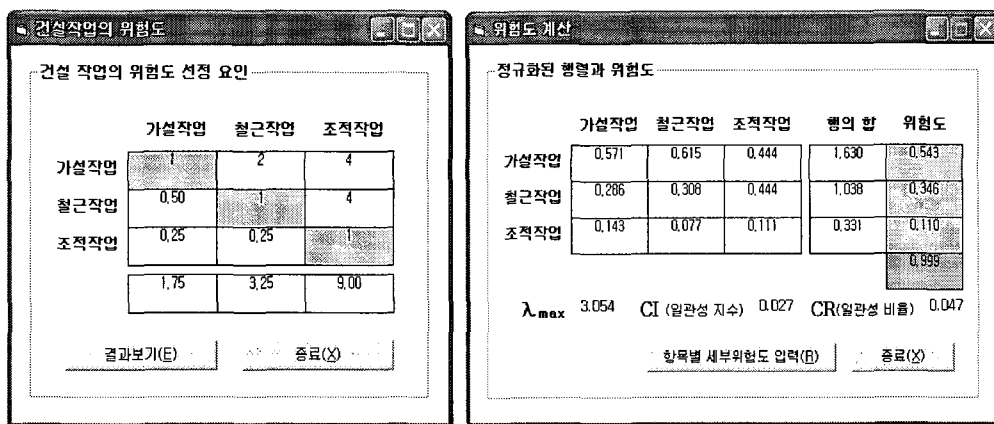 건설작업의 위험도
건설 작업의 위험도 선정 요인
가설작업 철근작업 조적작업
가설작업 1 2 4
철근작업 0.50 1 4
조적작업 0.25 0.25 1
1.75 3.25 9.00
결과보기(E) 종료(X)
위험도 계산
정규화된 행렬과 위험도
가설작업 철근작업 조적작업 행의 합 위험도
가설작업 0.571 0.615 0.444 1.630 0.543
철근작업 0.286 0.308 0.444 1.038 0.346
조적작업 0.143 0.077 0.111 0.331 0.110
0.999
λmax 3.054 CI (일관성 지수) 0.027 CR(일관성 비율) 0.047
항목별 세부위험도 입력(R) 종료(X)